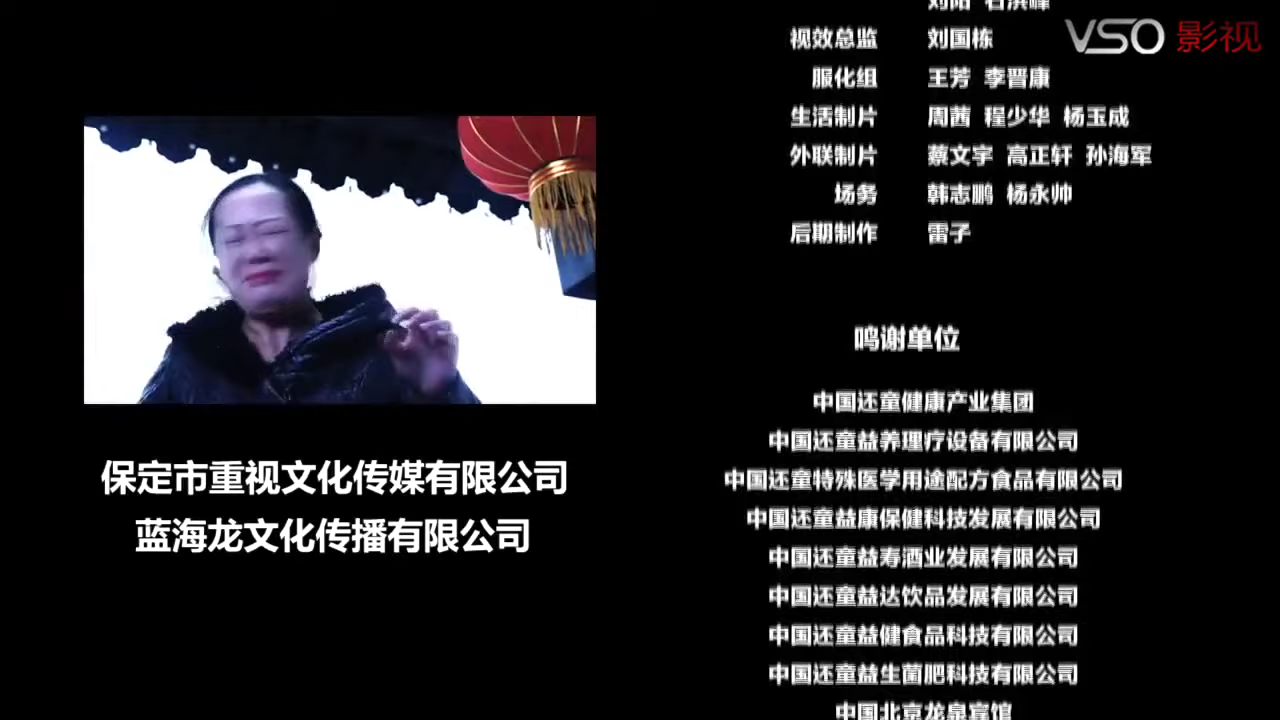 刘阳 石洪峰
VSO 影视
视效总监 刘国栋
服化组 王芳 李晋康
生活制片 周茜 程少华 杨玉成
外联制片 蔡文宇 高正轩 孙海军
场务 韩志鹏 杨永帅
后期制作 雷子
鸣谢单位
中国还童健康产业集团
中国还童益养理疗设备有限公司
中国还童特殊医学用途配方食品有限公司
中国还童益康保健科技发展有限公司
中国还童益寿酒业发展有限公司
中国还童益达饮品发展有限公司
中国还童益健食品科技有限公司
中国还童益生菌肥科技有限公司
中国北京龙泉宾馆
保定市重视文化传媒有限公司
蓝海龙文化传播有限公司